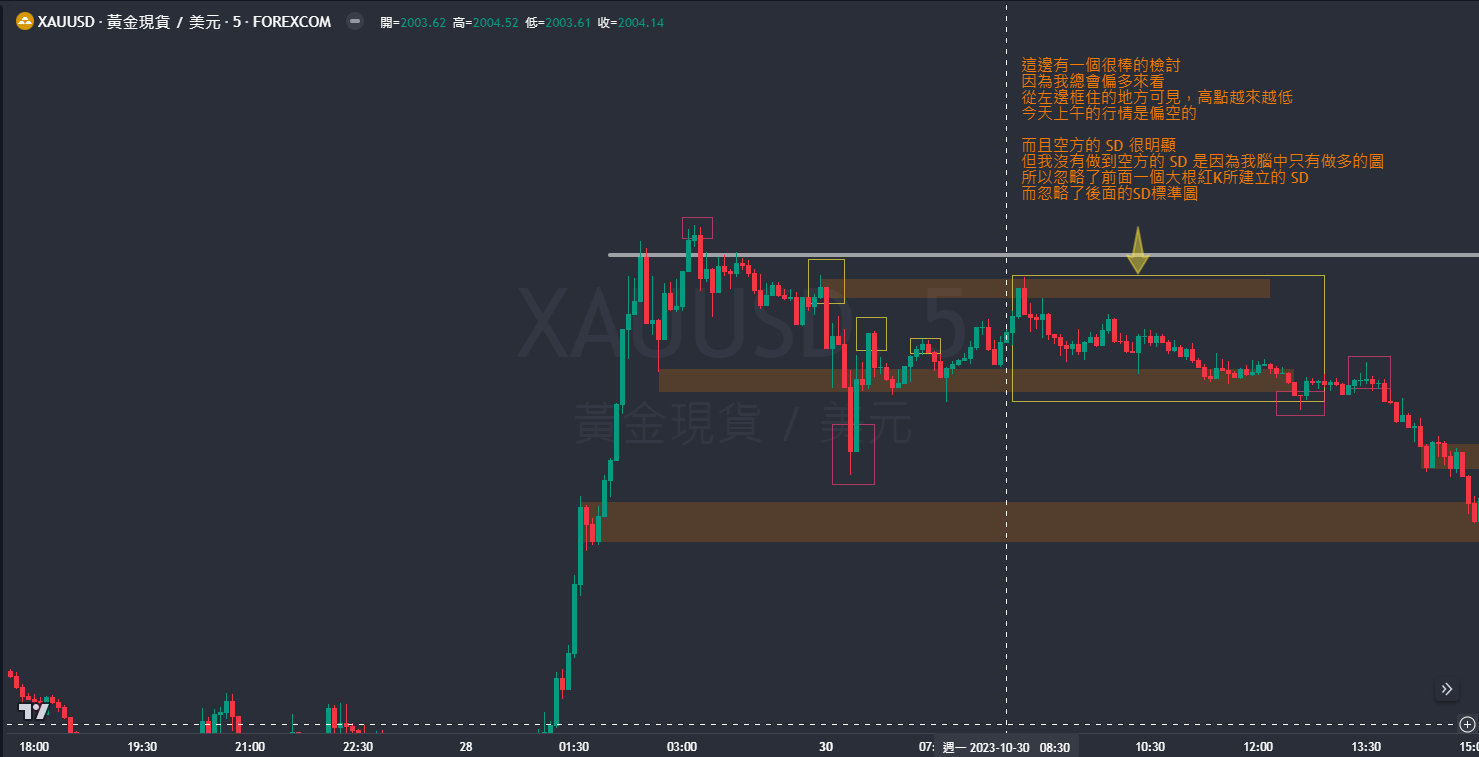 XAUUSD · 黃金現貨 / 美元 · 5 · FOREXCOM 開=2003.62 高=2004.52 低=2003.61 收=2004.14
這邊有一個很棒的檢討
因為我總會偏多來看
從左邊框住的地方可見，高點越來越低
今天上午的行情是偏空的
而且空方的 SD 很明顯
但我沒有做到空方的 SD 是因為我腦中只有做多的圖
所以忽略了前面一個大根紅K所建立的 SD
而忽略了後面的SD標準圖
XAUUSD 5
黃金現貨 / 美元
18:00 19:30 21:00 22:30 28 01:30 03:00 30 07: 週一 2023-10-30 08:30 10:30 12:00 13:30 15:0